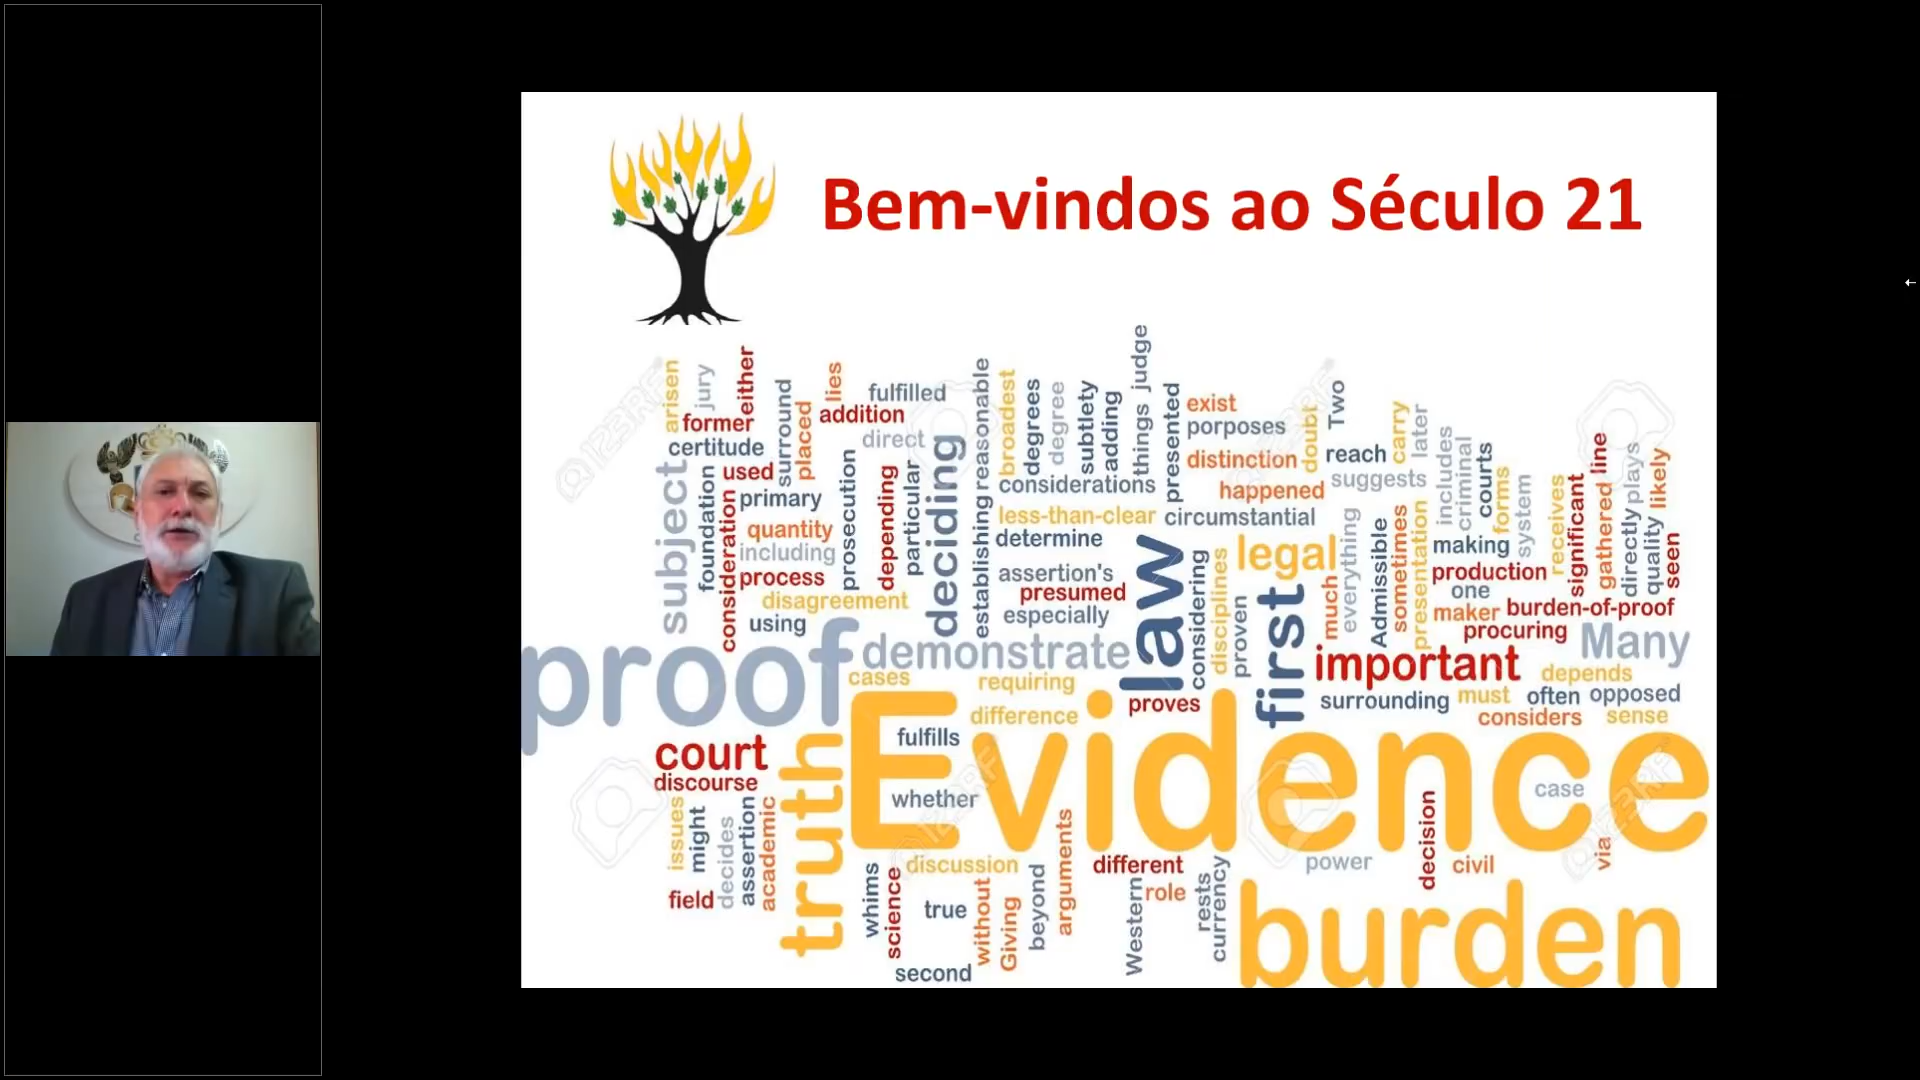 Bem-vindos ao Século 21
judge
arisen
jury
either
lies
fulfilled
reasonable
broadest
degrees
degree
subtlety
adding
things
presented
exist
Two
former
surround
placed
addition
porposes
doubt
carry
later
certitude
direct
distinction
reach
includes
criminal
courts
line
plays
likely
subject
foundation
used
primary
prosecution
depending
particular
deciding
considerations
happened
suggests
forms
system
receives
significant
gathered
directly
quality
seen
consideration
quantity
establishing
less-than-clear
circumstantial
including
determine
law
legal
everything
Admissible
sometimes
presentation
making
process
assertion's
considering
disciplines
much
production
disagreement
presumed
first
one
using
especially
proven
maker
burden-of-proof
procuring
proof
demonstrate
important
Many
cases
requiring
depends
proves
surrounding
must
often
opposed
difference
considers
sense
Evidence
fulfills
court
truth
discourse
whether
case
issues
might
decides
assertion
academic
arguments
decision
via
discussion
different
power
civil
field
whims
science
true
without
Giving
beyond
Western
role
rests
currency
burden
second
123RF
123RF
123RF
123RF